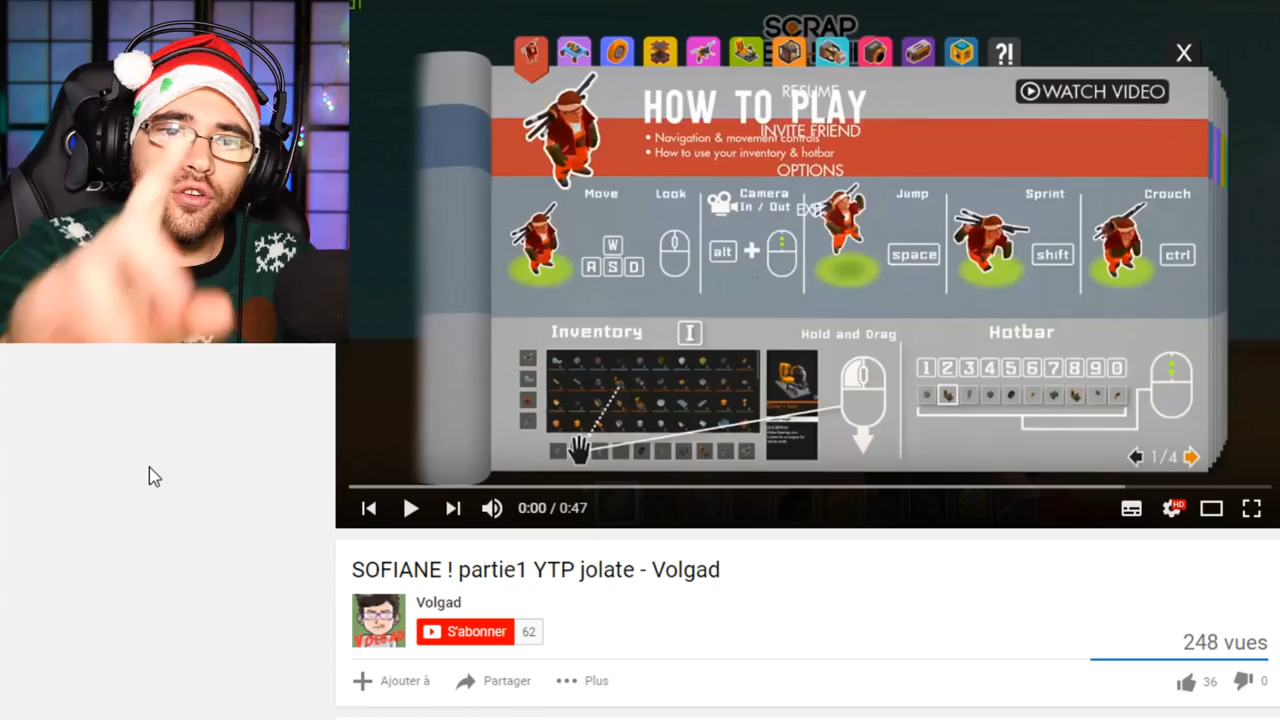 SCRAP
?!
X
HOW TO PLAY
RESUME
WATCH VIDEO
INVITE FRIEND
• Navigation & movement controls
• How to use your inventory & hotbar
OPTIONS
Move
Look
Camera
In / Out
Jump
Sprint
Crouch
W
A S D
alt +
space
shift
ctrl
Inventory
I
Hold and Drag
Hotbar
1 2 3 4 5 6 7 8 9 0
1/4
0:00 / 0:47
HD
SOFIANE ! partie1 YTP jolate - Volgad
Volgad
VOLGAD
S'abonner
62
248 vues
Ajouter à
Partager
Plus
36
0